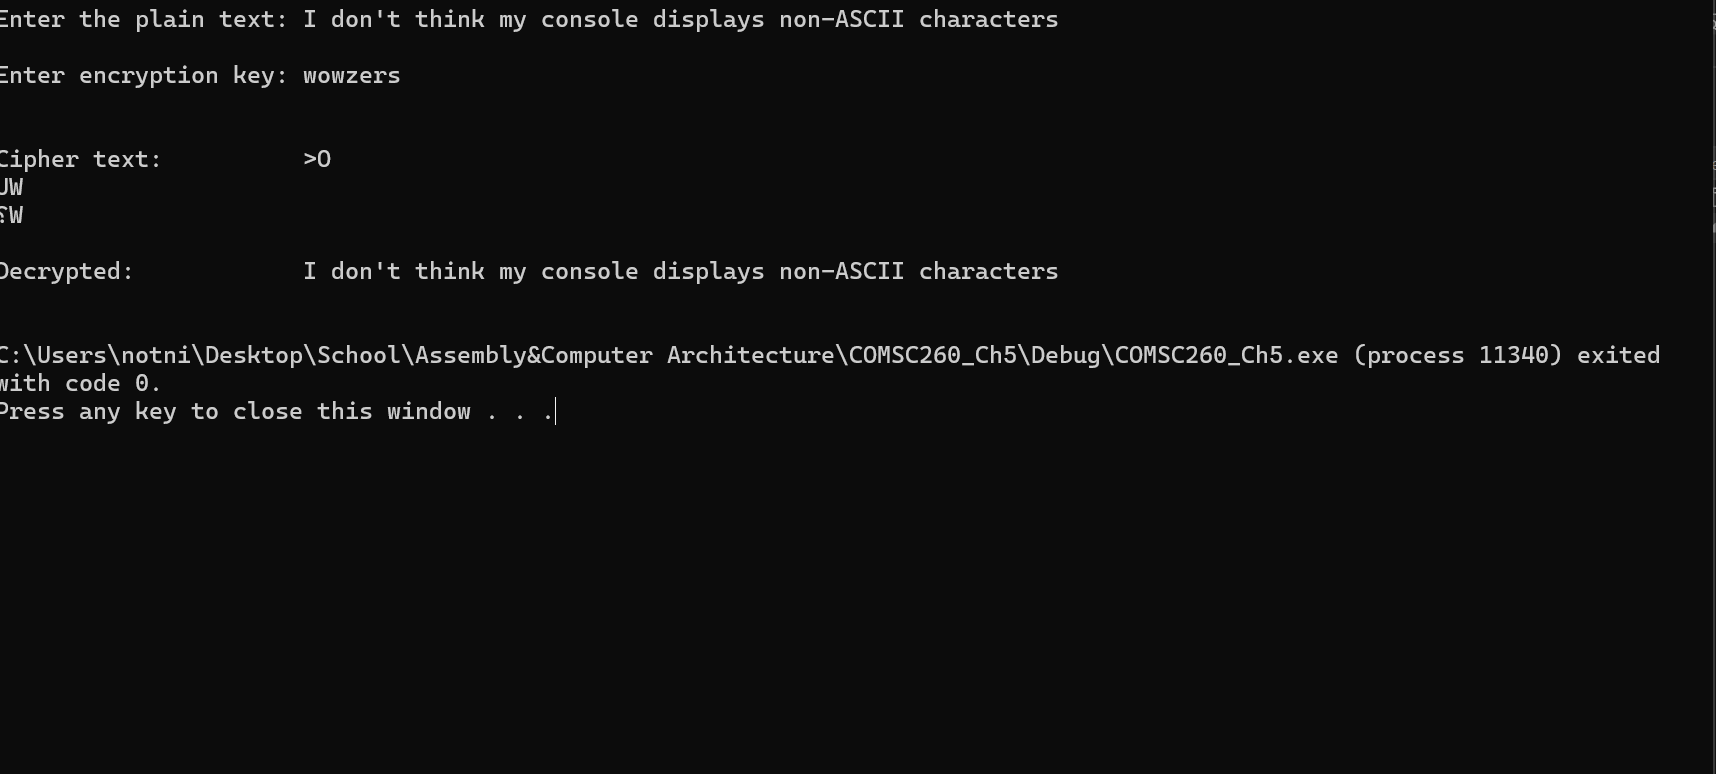 Enter the plain text: I don't think my console displays non-ASCII characters
Enter encryption key: wowzers
Cipher text: >O
UW
W
Decrypted: I don't think my console displays non-ASCII characters
C:\Users\notni\Desktop\School\Assembly&Computer Architecture\COMSC260_Ch5\Debug\COMSC260_Ch5.exe (process 11340) exited
with code 0.
Press any key to close this window . . .